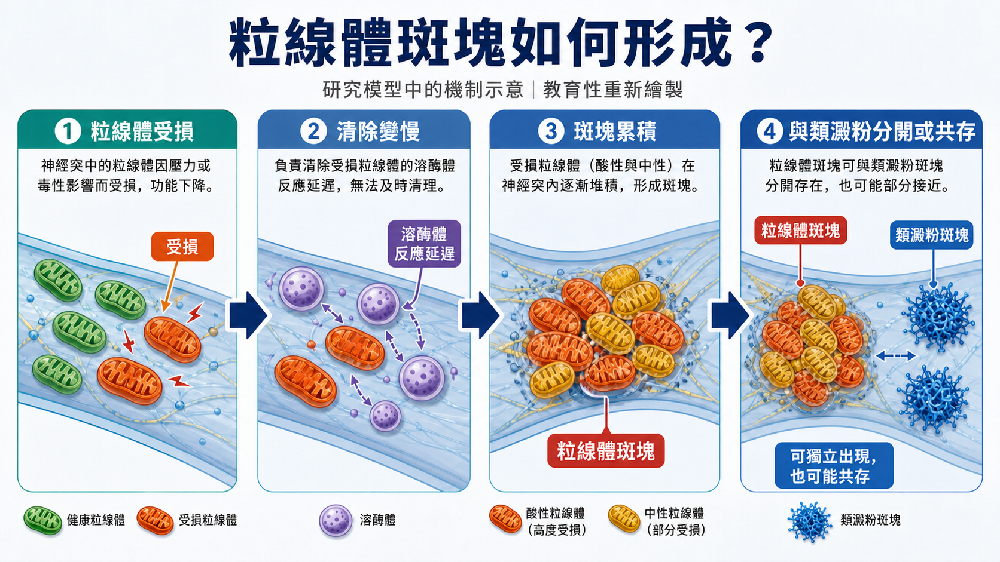 粒線體斑塊如何形成？
研究模型中的機制示意｜教育性重新繪製
1 粒線體受損
神經突中的粒線體因壓力或
毒性影響而受損，功能下降。
受損
2 清除變慢
負責清除受損粒線體的溶酶體
反應延遲，無法及時清理。
溶酶體
反應延遲
3 斑塊累積
受損粒線體（酸性與中性）在
神經突內逐漸堆積，形成斑塊。
粒線體斑塊
4 與類澱粉分開或共存
粒線體斑塊可與類澱粉斑塊
分開存在，也可能部分接近。
粒線體斑塊
類澱粉斑塊
可獨立出現，
也可能共存
健康粒線體
受損粒線體
溶酶體
酸性粒線體
（高度受損）
中性粒線體
（部分受損）
類澱粉斑塊